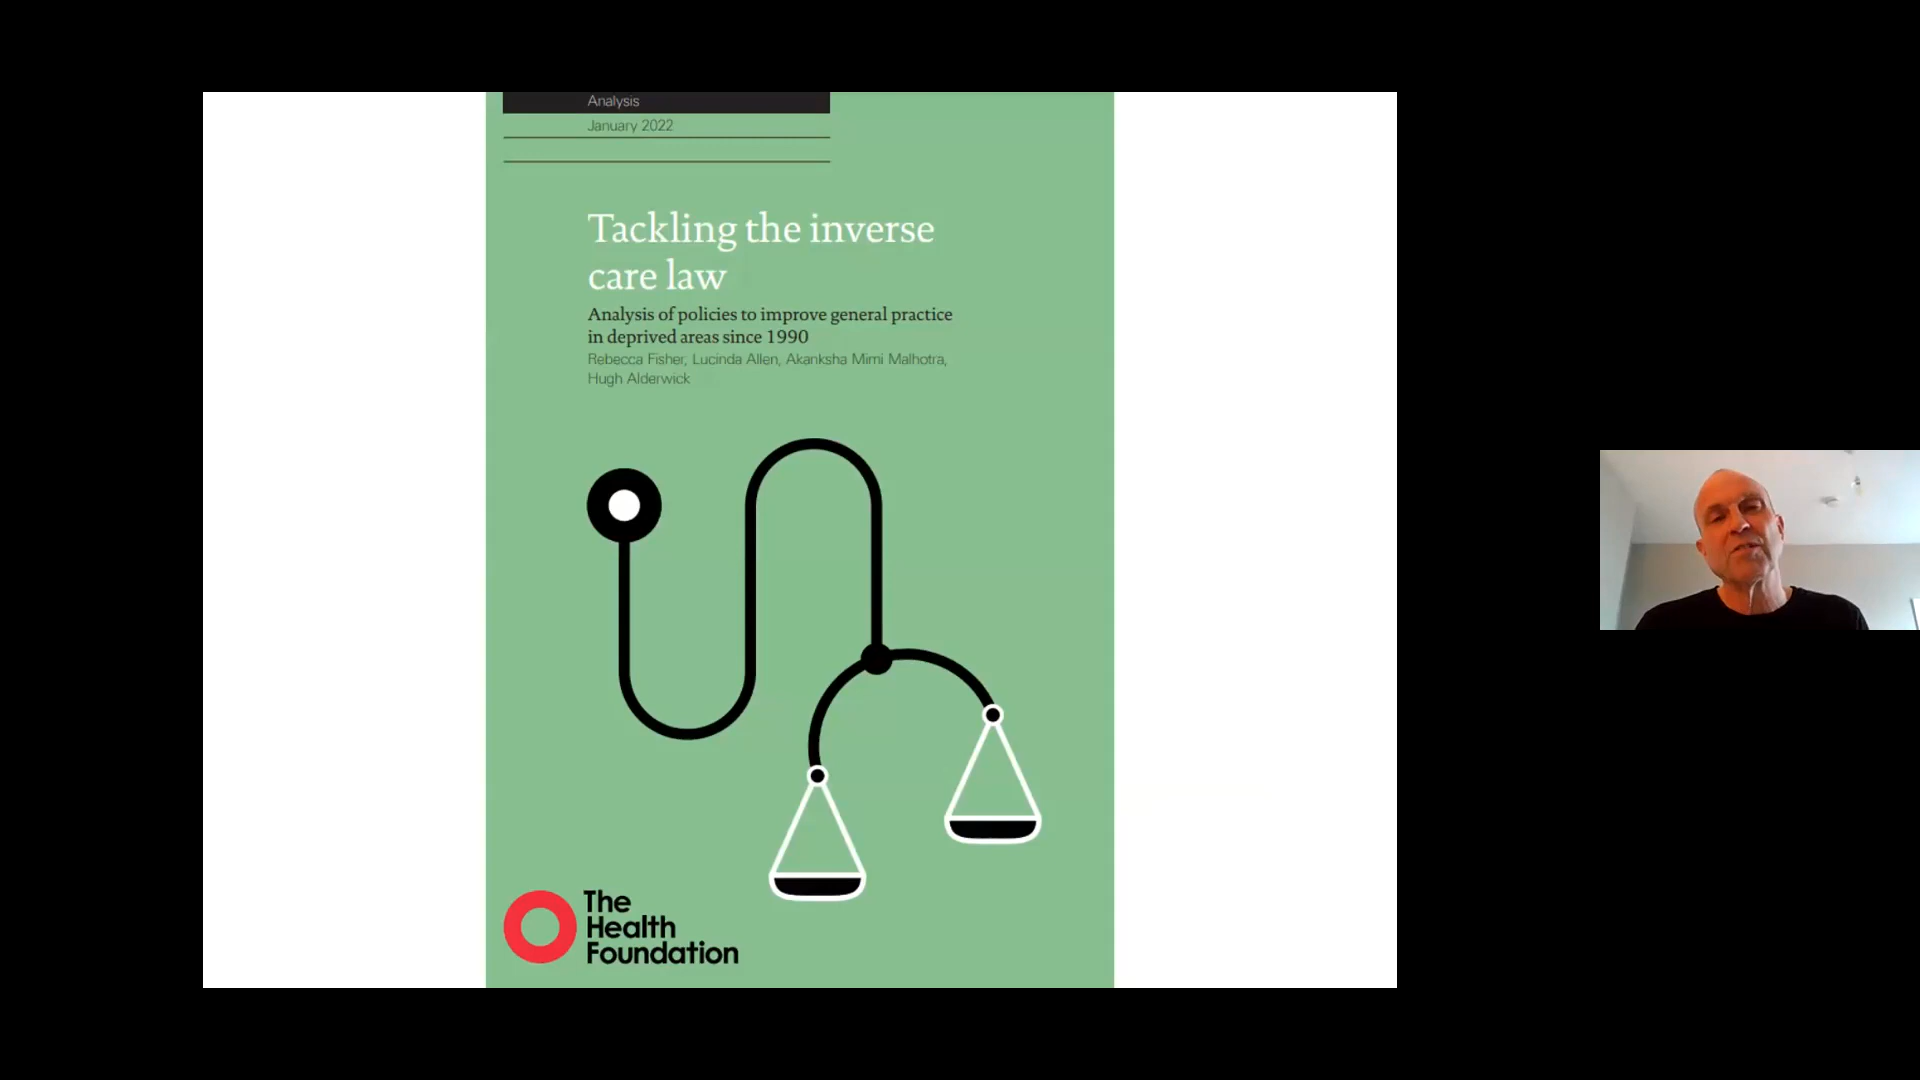 Analysis
January 2022
Tackling the inverse
care law
Analysis of policies to improve general practice
in deprived areas since 1990
Rebecca Fisher, Lucinda Allen, Akanksha Mimi Malhotra,
Hugh Alderwick
The
Health
Foundation